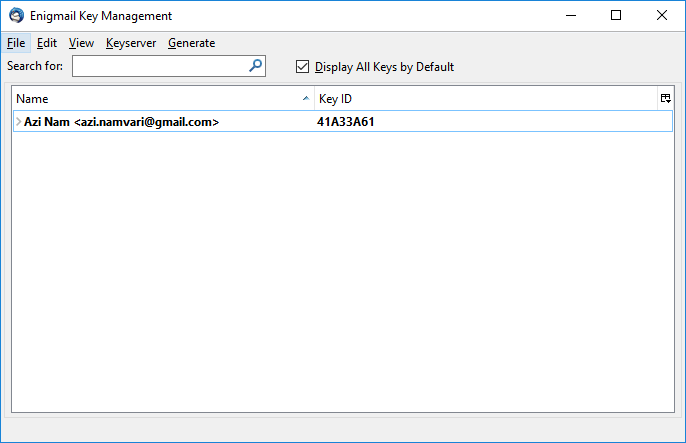 Enigmail Key Management
File Edit View Keyserver Generate
Search for: Display All Keys by Default
Name Key ID
Azi Nam <azi.namvari@gmail.com> 41A33A61